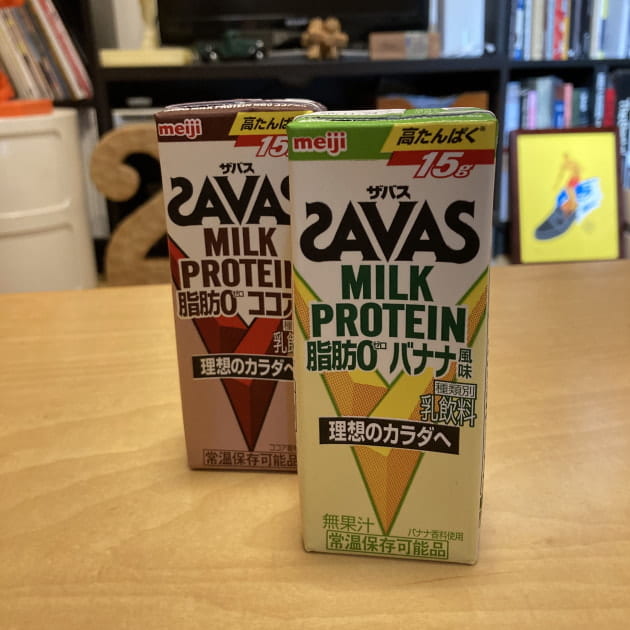 meiji
高たんぱく
15g
ザバス
SAVAS
MILK
PROTEIN
脂肪0ゼロ ココア
理想のカラダへ
常温保存可能品
meiji
高たんぱく※
15g
ザバス
SAVAS
MILK
PROTEIN
脂肪0ゼロ バナナ風味
種類別
乳飲料
理想のカラダへ
無果汁
バナナ香料使用
常温保存可能品